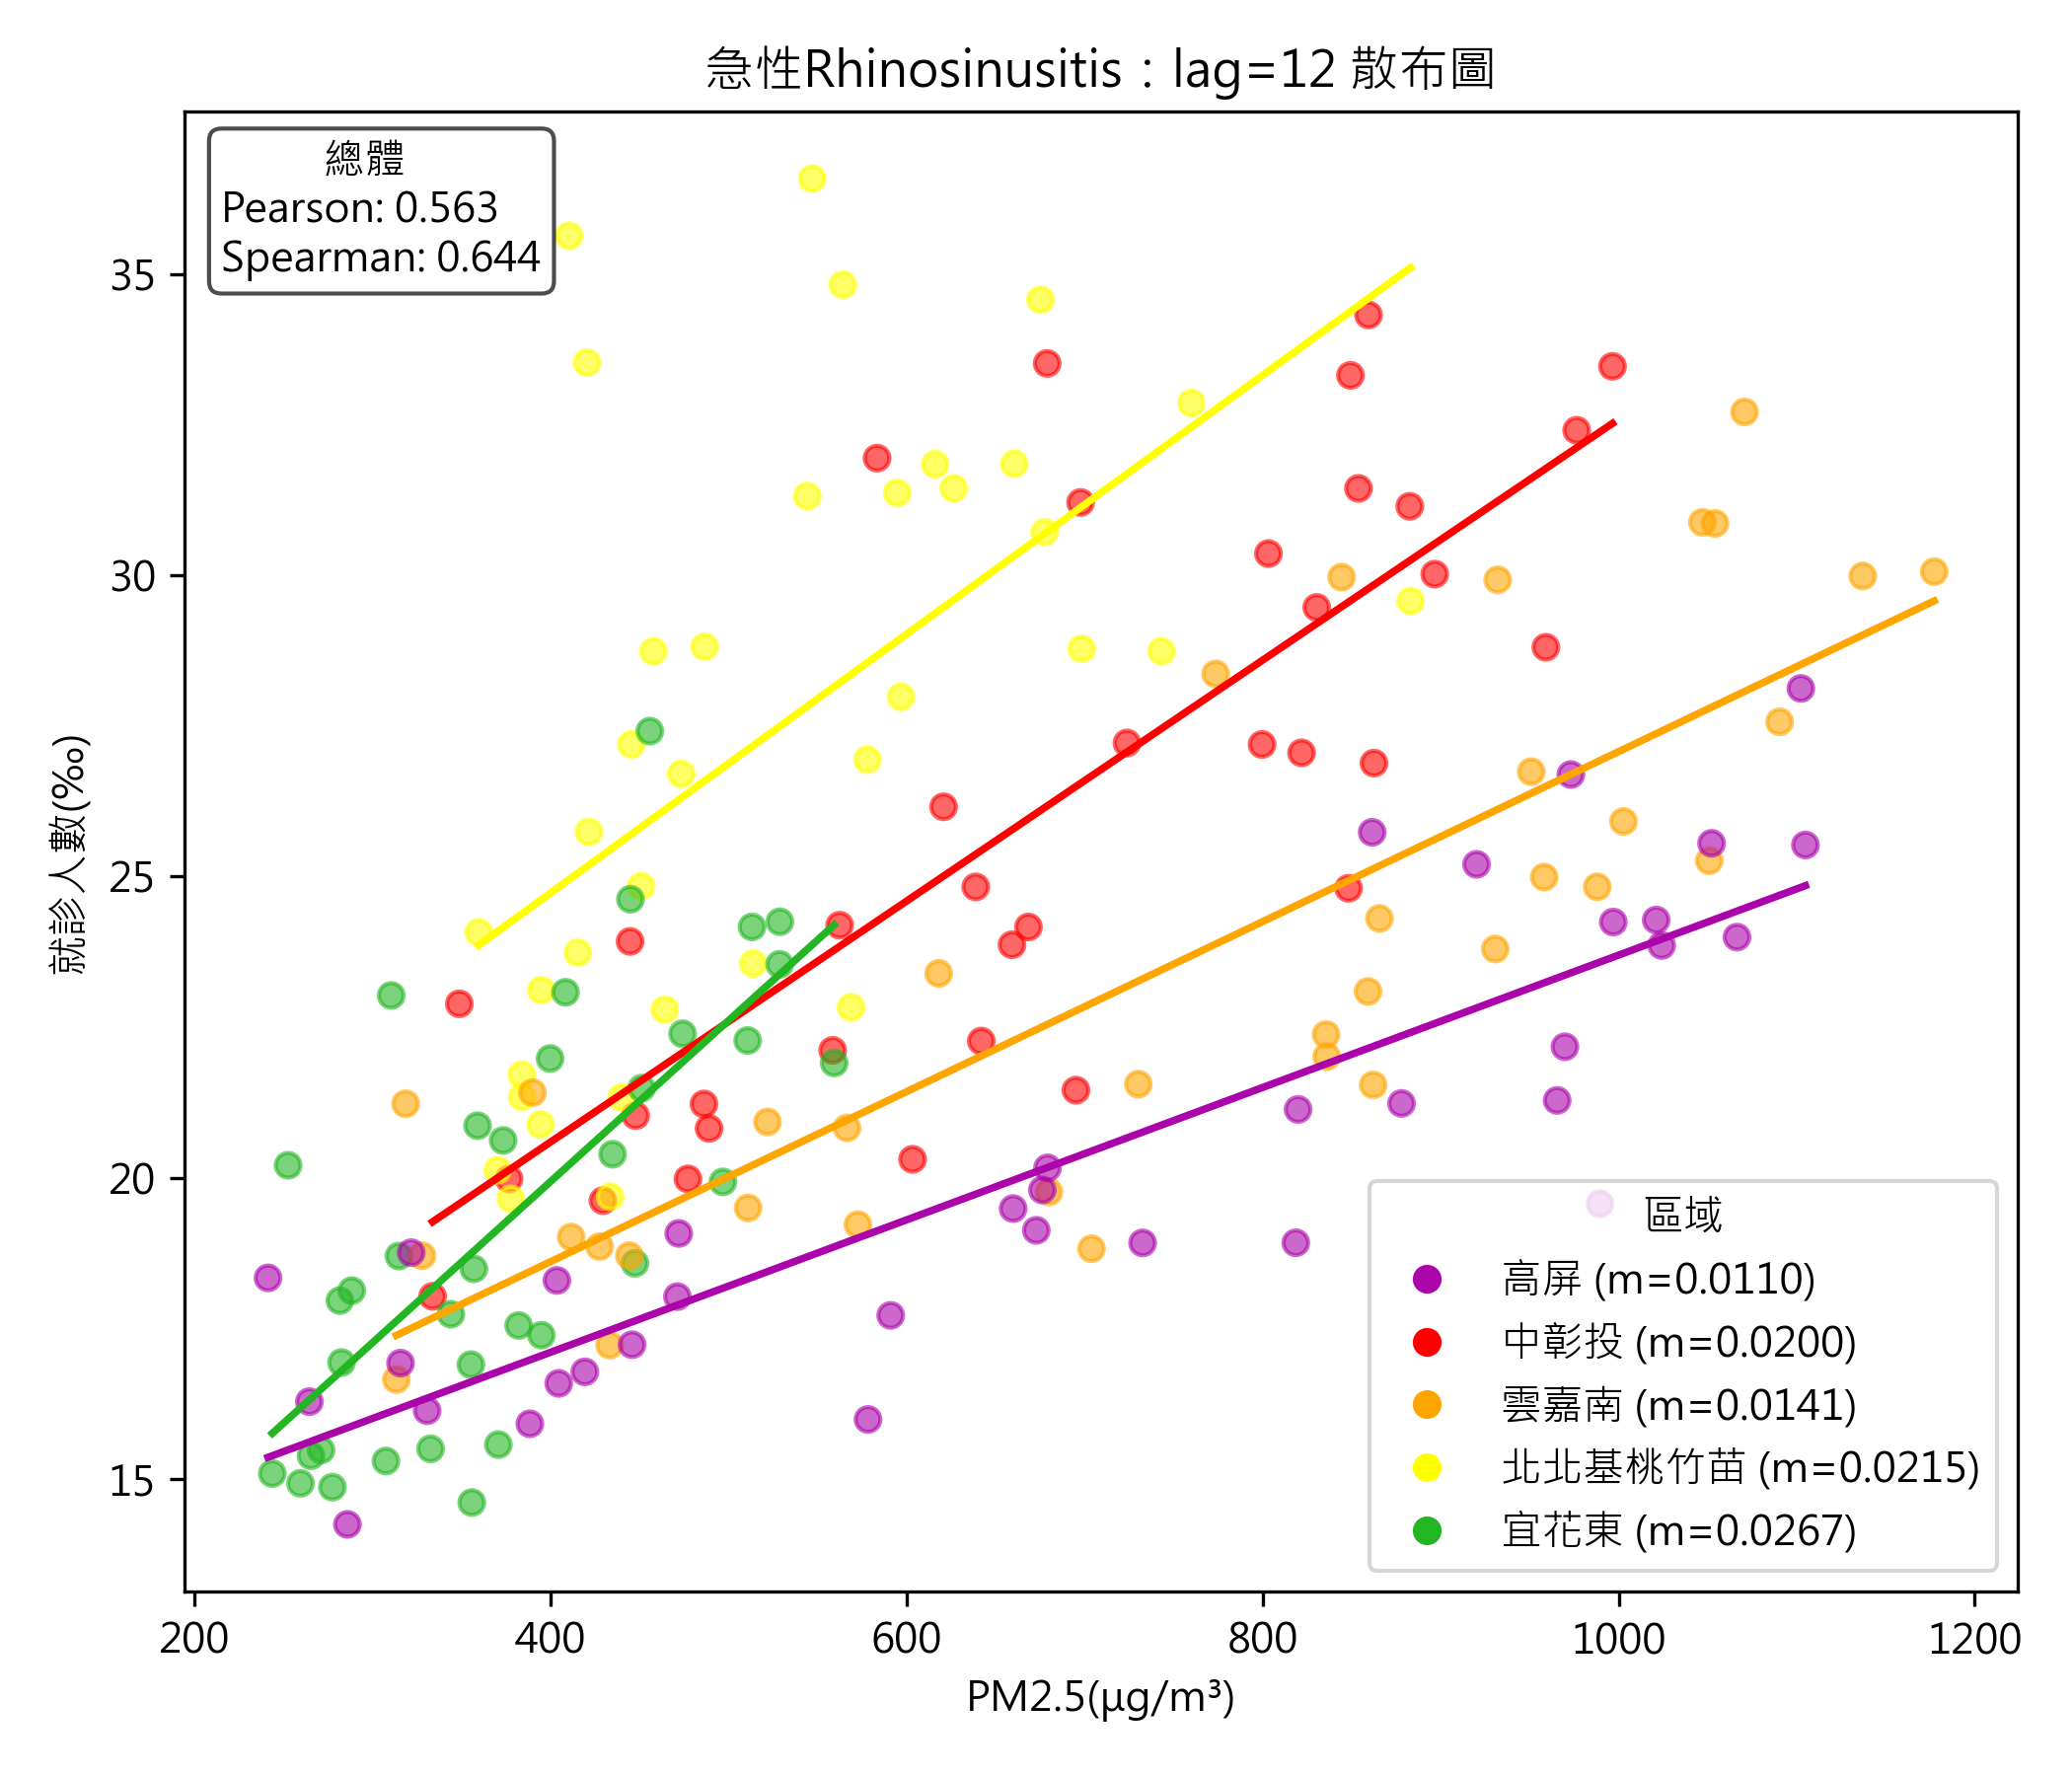 急性Rhinosinusitis：lag=12 散布圖
總體
Pearson: 0.563
Spearman: 0.644
35
30
25
20
15
就診人數(‰)
區域
高屏 (m=0.0110)
中彰投 (m=0.0200)
雲嘉南 (m=0.0141)
北北基桃竹苗 (m=0.0215)
宜花東 (m=0.0267)
200 400 600 800 1000 1200
PM2.5(μg/m³)